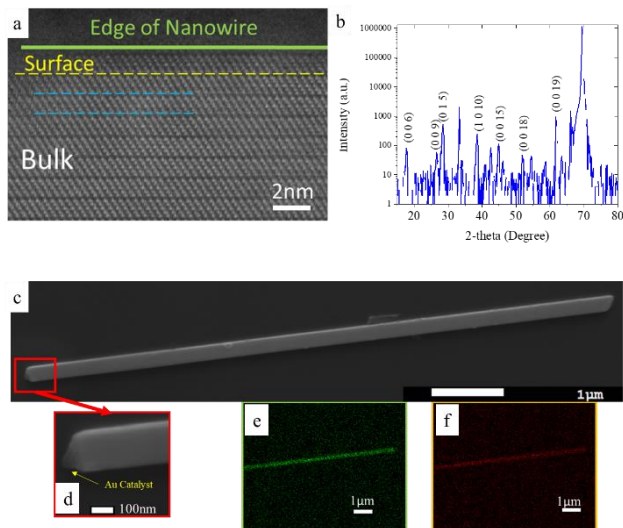 a
Edge of Nanowire
Surface
Bulk
2nm
b
Intensity (a.u.)
1000000
100000
10000
1000
100
10
1
(0 0 6)
(0 0 9)
(0 1 5)
(1 0 10)
(0 0 15)
(0 0 18)
(0 0 19)
20 30 40 50 60 70 80
2-theta (Degree)
c
1μm
d
Au Catalyst
100nm
e
1μm
f
1μm